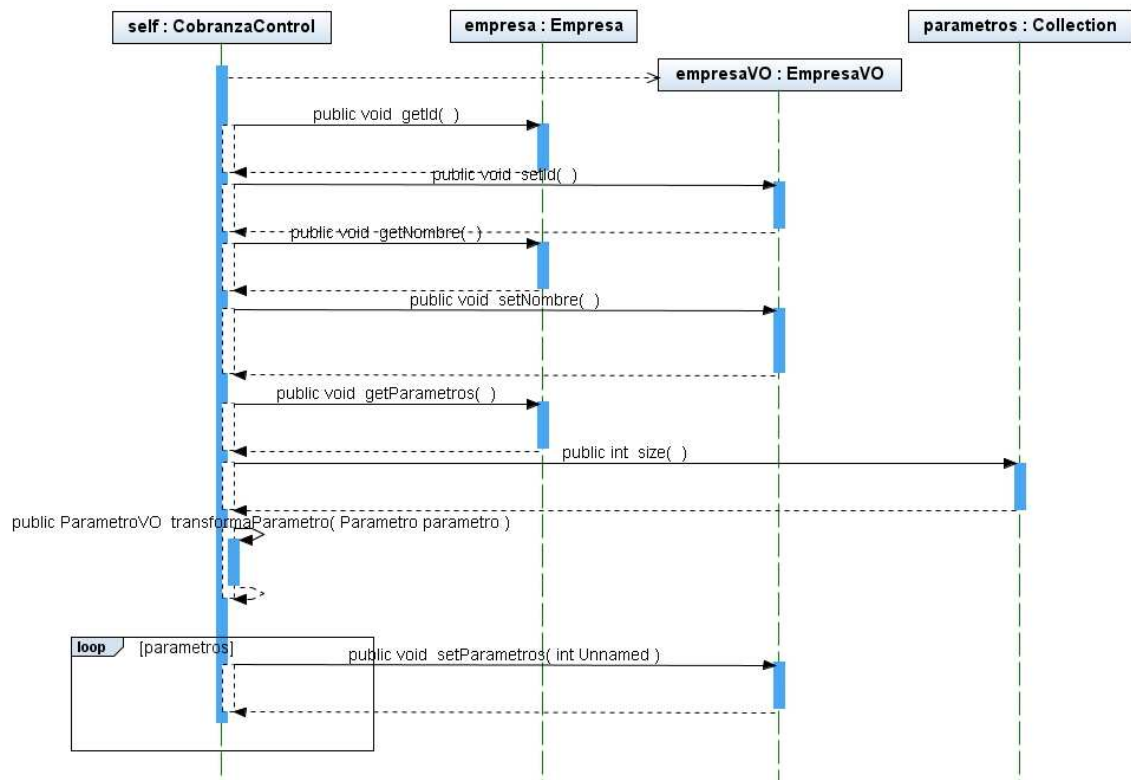 self : CobranzaControl
empresa : Empresa
parametros : Collection
empresaVO : EmpresaVO
public void getId( )
public void setId( )
public void getNombre( )
public void setNombre( )
public void getParametros( )
public int size( )
public ParametroVO transformaParametro( Parametro parametro )
loop [parametros]
public void setParametros( int Unnamed )